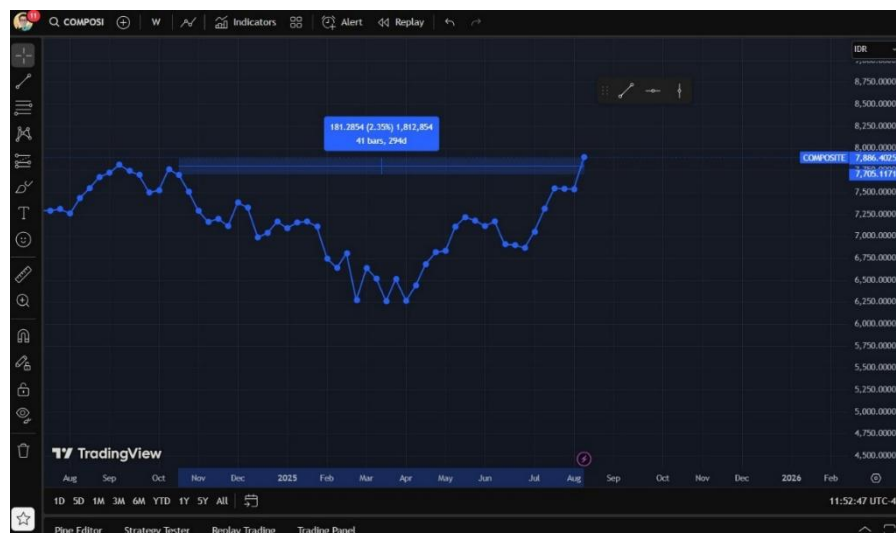 11
COMPOSI W Indicators Alert Replay
IDR
8,750.0000
8,500.0000
181.2854 (2.35%) 1,812,854
41 bars, 294d
8,250.0000
8,000.0000
COMPOSITE 7,886.4025
7,705.1171
7,500.0000
7,250.0000
7,000.0000
6,750.0000
6,500.0000
6,250.0000
6,000.0000
5,750.0000
5,500.0000
5,250.0000
5,000.0000
4,750.0000
4,500.0000
TradingView
Aug Sep Oct Nov Dec 2025 Feb Mar Apr May Jun Jul Aug Sep Oct Nov Dec 2026 Feb
1D 5D 1M 3M 6M YTD 1Y 5Y All
11:52:47 UTC-4
Pine Editor Strategy Tester Replay Trading Trading Panel